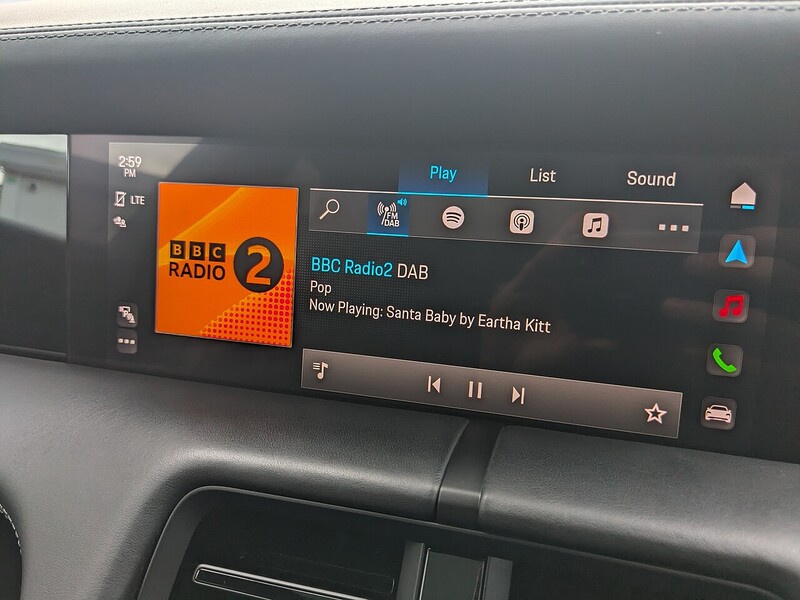 2:59
PM
LTE
BBC
RADIO 2
Play
List
Sound
FM
DAB
BBC Radio2 DAB
Pop
Now Playing: Santa Baby by Eartha Kitt